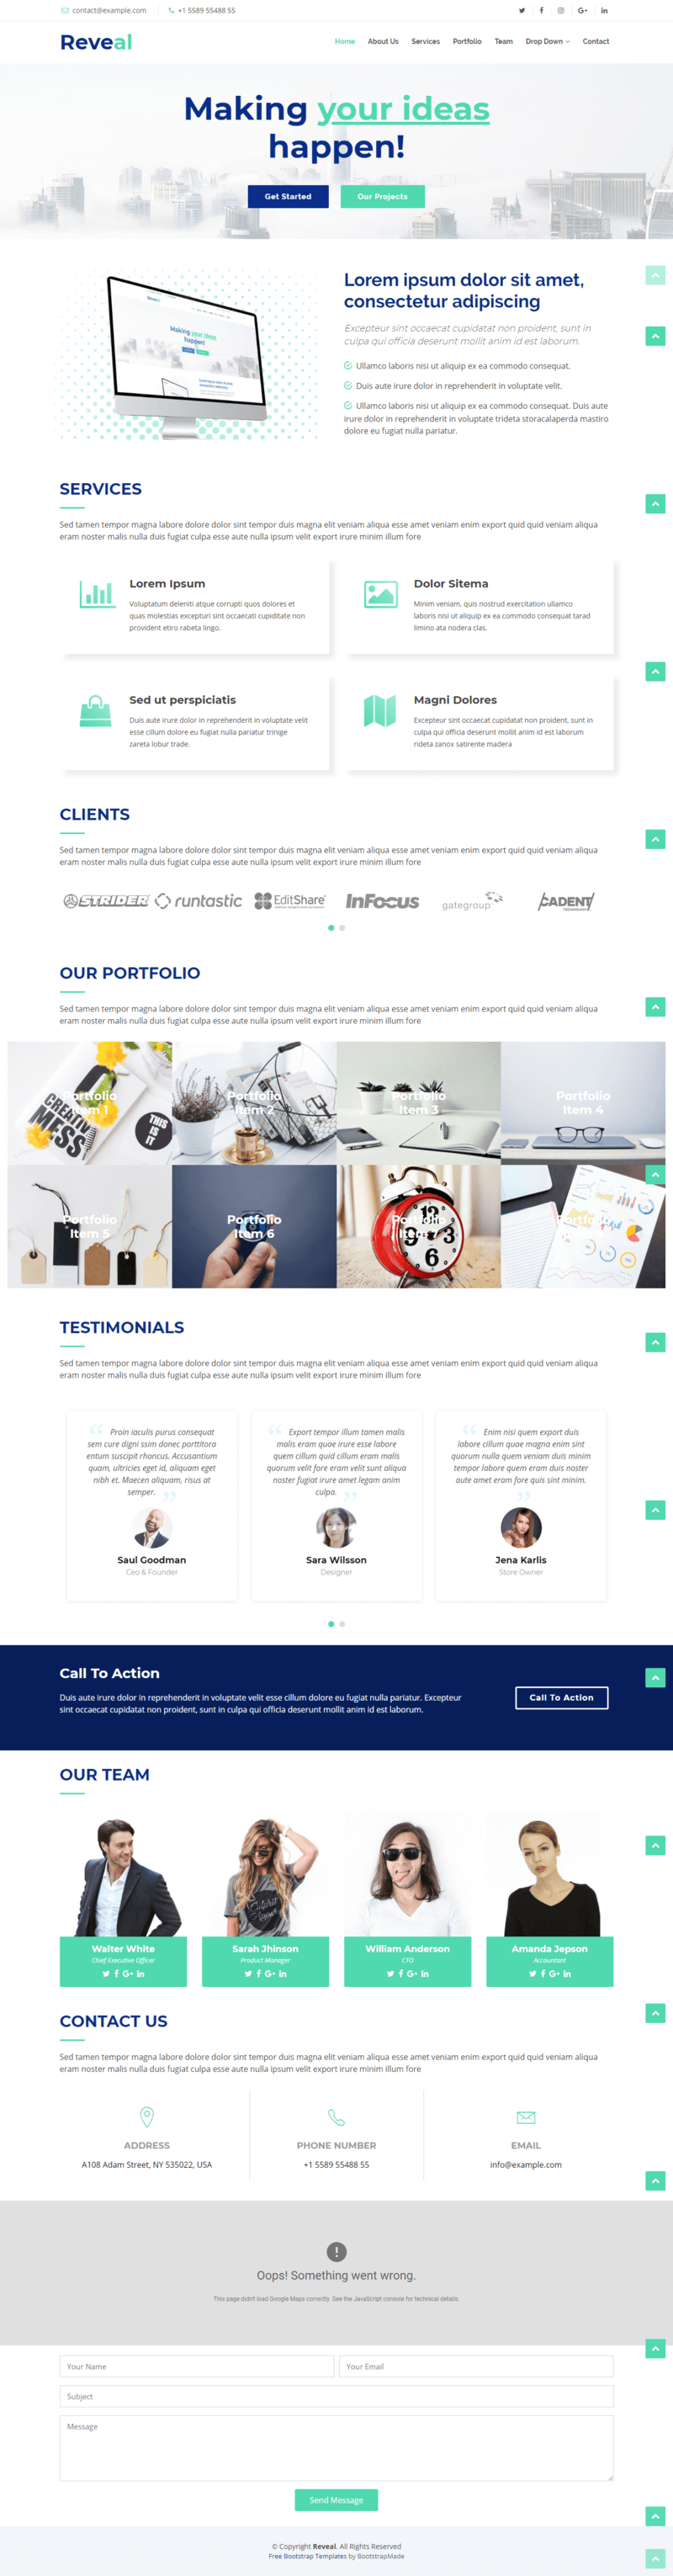 contact@example.com +1 5589 55488 55
Reveal
Home About Us Services Portfolio Team Drop Down Contact
Making your ideas
happen!
Get Started Our Projects
Lorem ipsum dolor sit amet,
consectetur adipiscing
Excepteur sint occaecat cupidatat non proident, sunt in
culpa qui officia deserunt mollit anim id est laborum.
Ullamco laboris nisi ut aliquip ex ea commodo consequat.
Duis aute irure dolor in reprehenderit in voluptate velit.
Ullamco laboris nisi ut aliquip ex ea commodo consequat. Duis aute
irure dolor in reprehenderit in voluptate trideta storacalaperda mastiro
dolore eu fugiat nulla pariatur.
SERVICES
Sed tamen tempor magna labore dolore dolor sint tempor duis magna elit veniam aliqua esse amet veniam enim export quid quid veniam aliqua
eram noster malis nulla duis fugiat culpa esse aute nulla ipsum velit export irure minim illum fore
Lorem Ipsum
Voluptatum deleniti atque corrupti quos dolores et
quas molestias excepturi sint occaecati cupiditate non
provident etiro rabeta lingo.
Dolor Sitema
Minim veniam, quis nostrud exercitation ullamco
laboris nisi ut aliquip ex ea commodo consequat tarad
limino ata nodera clas.
Sed ut perspiciatis
Duis aute irure dolor in reprehenderit in voluptate velit
esse cillum dolore eu fugiat nulla pariatur trinige
zareta lobur trade.
Magni Dolores
Excepteur sint occaecat cupidatat non proident, sunt in
culpa qui officia deserunt mollit anim id est laborum
rideta zanox satirente madera
CLIENTS
Sed tamen tempor magna labore dolore dolor sint tempor duis magna elit veniam aliqua esse amet veniam enim export quid quid veniam aliqua
eram noster malis nulla duis fugiat culpa esse aute nulla ipsum velit export irure minim illum fore
STRIDER runtastic EditShare InFocus gategroup CADENT
OUR PORTFOLIO
Sed tamen tempor magna labore dolore dolor sint tempor duis magna elit veniam aliqua esse amet veniam enim export quid quid veniam aliqua
eram noster malis nulla duis fugiat culpa esse aute nulla ipsum velit export irure minim illum fore
Portfolio
Item 1
CREATIVE
MESS
THIS
IS
IT
Portfolio
Item 2
Portfolio
Item 3
Portfolio
Item 4
Portfolio
Item 5
Portfolio
Item 6
Portfolio
Portfolio
TESTIMONIALS
Sed tamen tempor magna labore dolore dolor sint tempor duis magna elit veniam aliqua esse amet veniam enim export quid quid veniam aliqua
eram noster malis nulla duis fugiat culpa esse aute nulla ipsum velit export irure minim illum fore
Proin iaculis purus consequat
sem cure digni ssim donec porttitora
entum suscipit rhoncus. Accusantium
quam, ultricies eget id, aliquam eget
nibh et. Maecen aliquam, risus at
semper.
Saul Goodman
Ceo & Founder
Export tempor illum tamen malis
malis eram quae irure esse labore
quem cillum quid cillum eram malis
quorum velit fore eram velit sunt aliqua
noster fugiat irure amet legam anim
culpa.
Sara Wilsson
Designer
Enim nisi quem export duis
labore cillum quae magna enim sint
quorum nulla quem veniam duis minim
tempor labore quem eram duis noster
aute amet eram fore quis sint minim.
Jena Karlis
Store Owner
Call To Action
Duis aute irure dolor in reprehenderit in voluptate velit esse cillum dolore eu fugiat nulla pariatur. Excepteur
sint occaecat cupidatat non proident, sunt in culpa qui officia deserunt mollit anim id est laborum.
Call To Action
OUR TEAM
Walter White
Chief Executive Officer
Sarah Jhinson
Product Manager
William Anderson
CTO
Amanda Jepson
Accountant
CONTACT US
Sed tamen tempor magna labore dolore dolor sint tempor duis magna elit veniam aliqua esse amet veniam enim export quid quid veniam aliqua
eram noster malis nulla duis fugiat culpa esse aute nulla ipsum velit export irure minim illum fore
ADDRESS
A108 Adam Street, NY 535022, USA
PHONE NUMBER
+1 5589 55488 55
EMAIL
info@example.com
Oops! Something went wrong.
This page didn't load Google Maps correctly. See the JavaScript console for technical details.
Your Name Your Email
Subject
Message
Send Message
© Copyright Reveal. All Rights Reserved
Free Bootstrap Templates by BootstrapMade